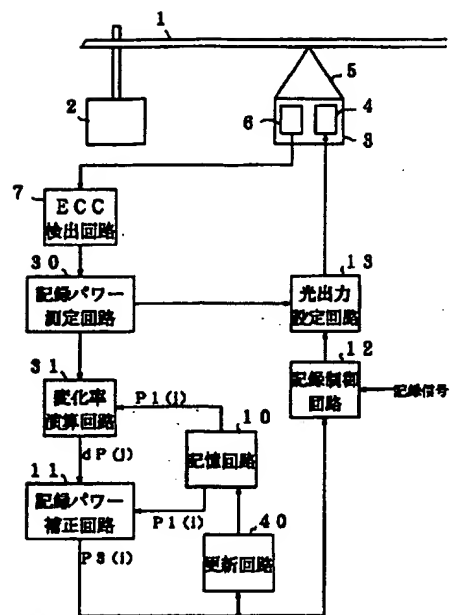 1
2
5
6
4
3
7
ECC
検出回路
30
記録パワー
測定回路
13
光出力
設定回路
31
変化率
演算回路
P1(i)
12
記録制御
回路
記録信号
dP(j)
10
記憶回路
11
記録パワー
補正回路
P1(i)
40
更新回路
P3(i)